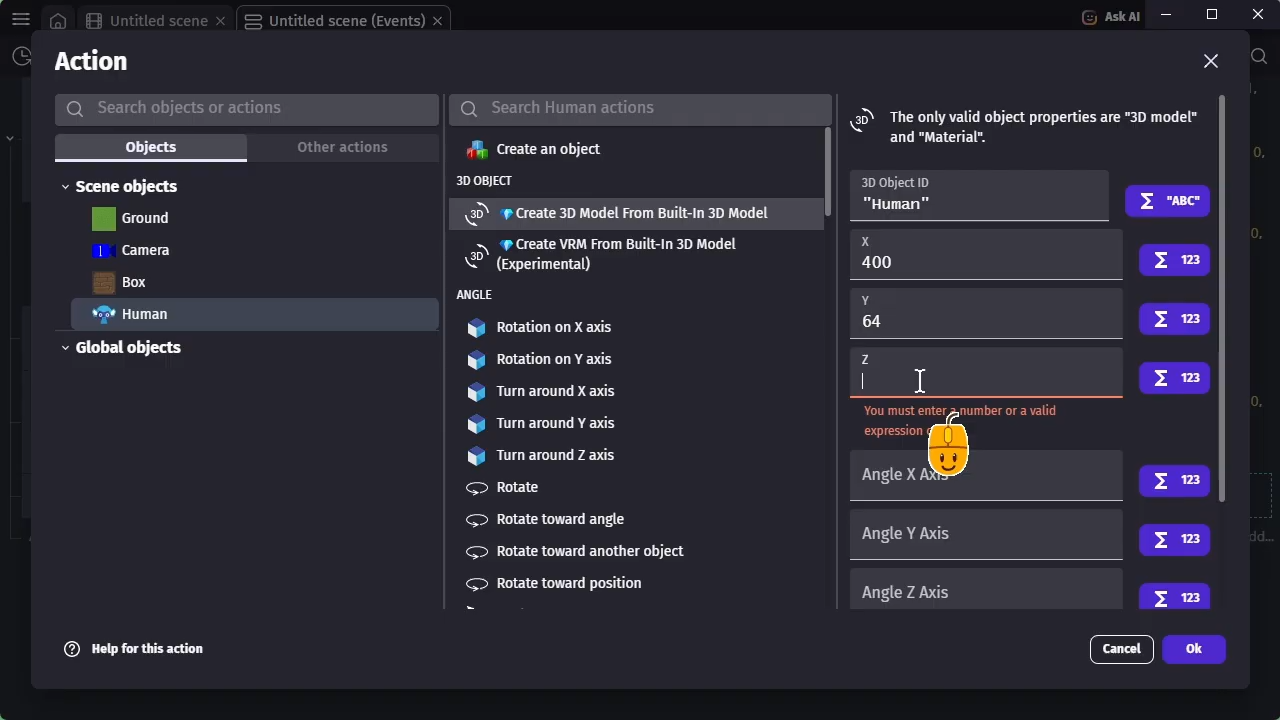 Untitled scene
Untitled scene (Events)
Ask AI
Action
Search objects or actions
Objects
Other actions
Scene objects
Ground
Camera
Box
Human
Global objects
Search Human actions
Create an object
3D OBJECT
3D
Create 3D Model From Built-In 3D Model
3D
Create VRM From Built-In 3D Model
(Experimental)
ANGLE
Rotation on X axis
Rotation on Y axis
Turn around X axis
Turn around Y axis
Turn around Z axis
Rotate
Rotate toward angle
Rotate toward another object
Rotate toward position
3D
The only valid object properties are "3D model"
and "Material".
3D Object ID
"Human"
Σ "ABC"
X
400
Σ 123
Y
64
Σ 123
Z
Σ 123
You must enter a number or a valid
expression
Angle X Axis
Σ 123
Angle Y Axis
Σ 123
Angle Z Axis
Σ 123
Help for this action
Cancel
Ok